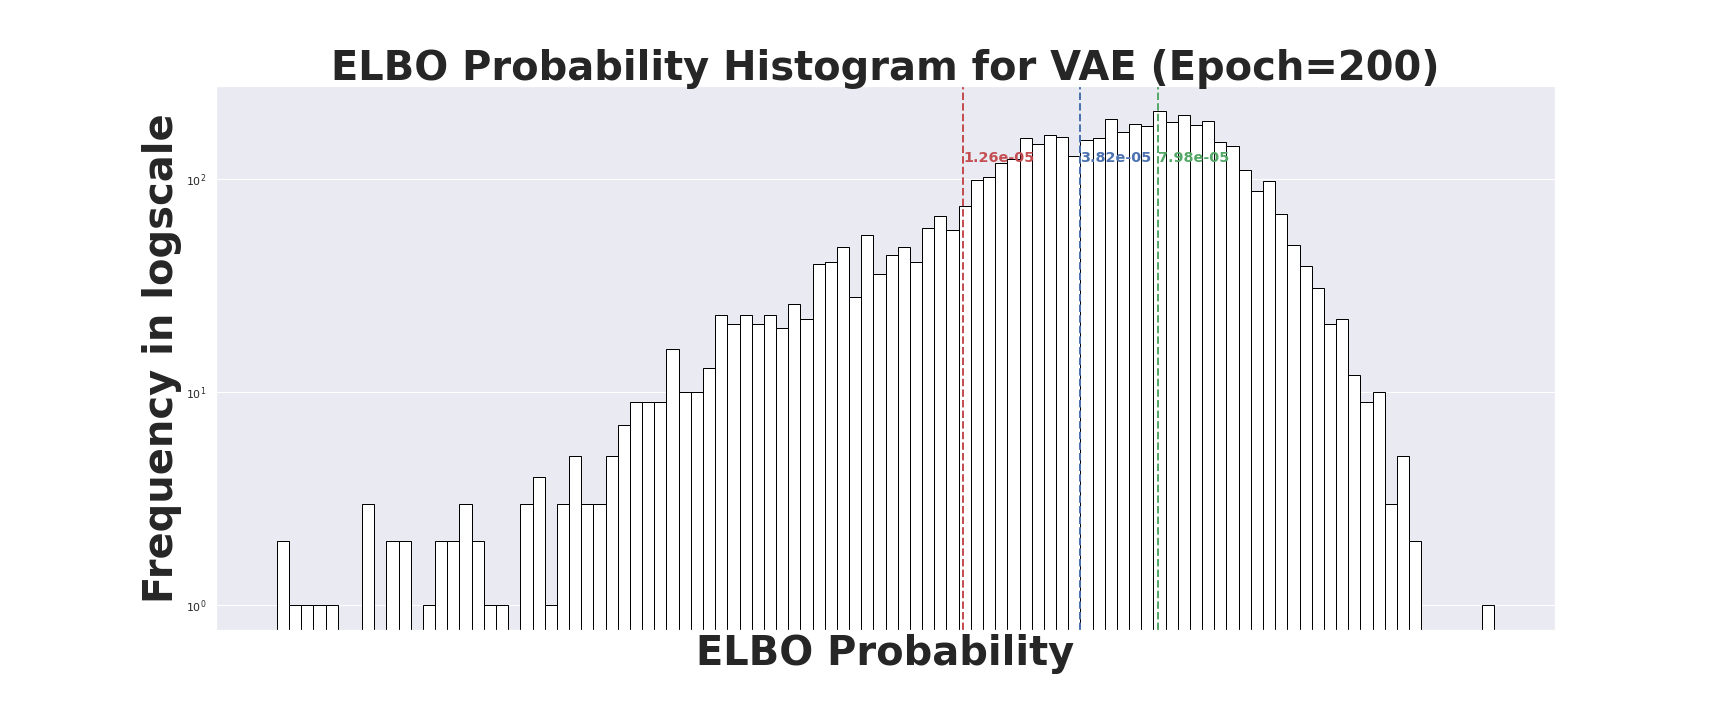 ELBO Probability Histogram for VAE (Epoch=200)
Frequency in logscale
10²
10¹
10⁰
1.26e-05
3.82e-05
7.98e-05
ELBO Probability